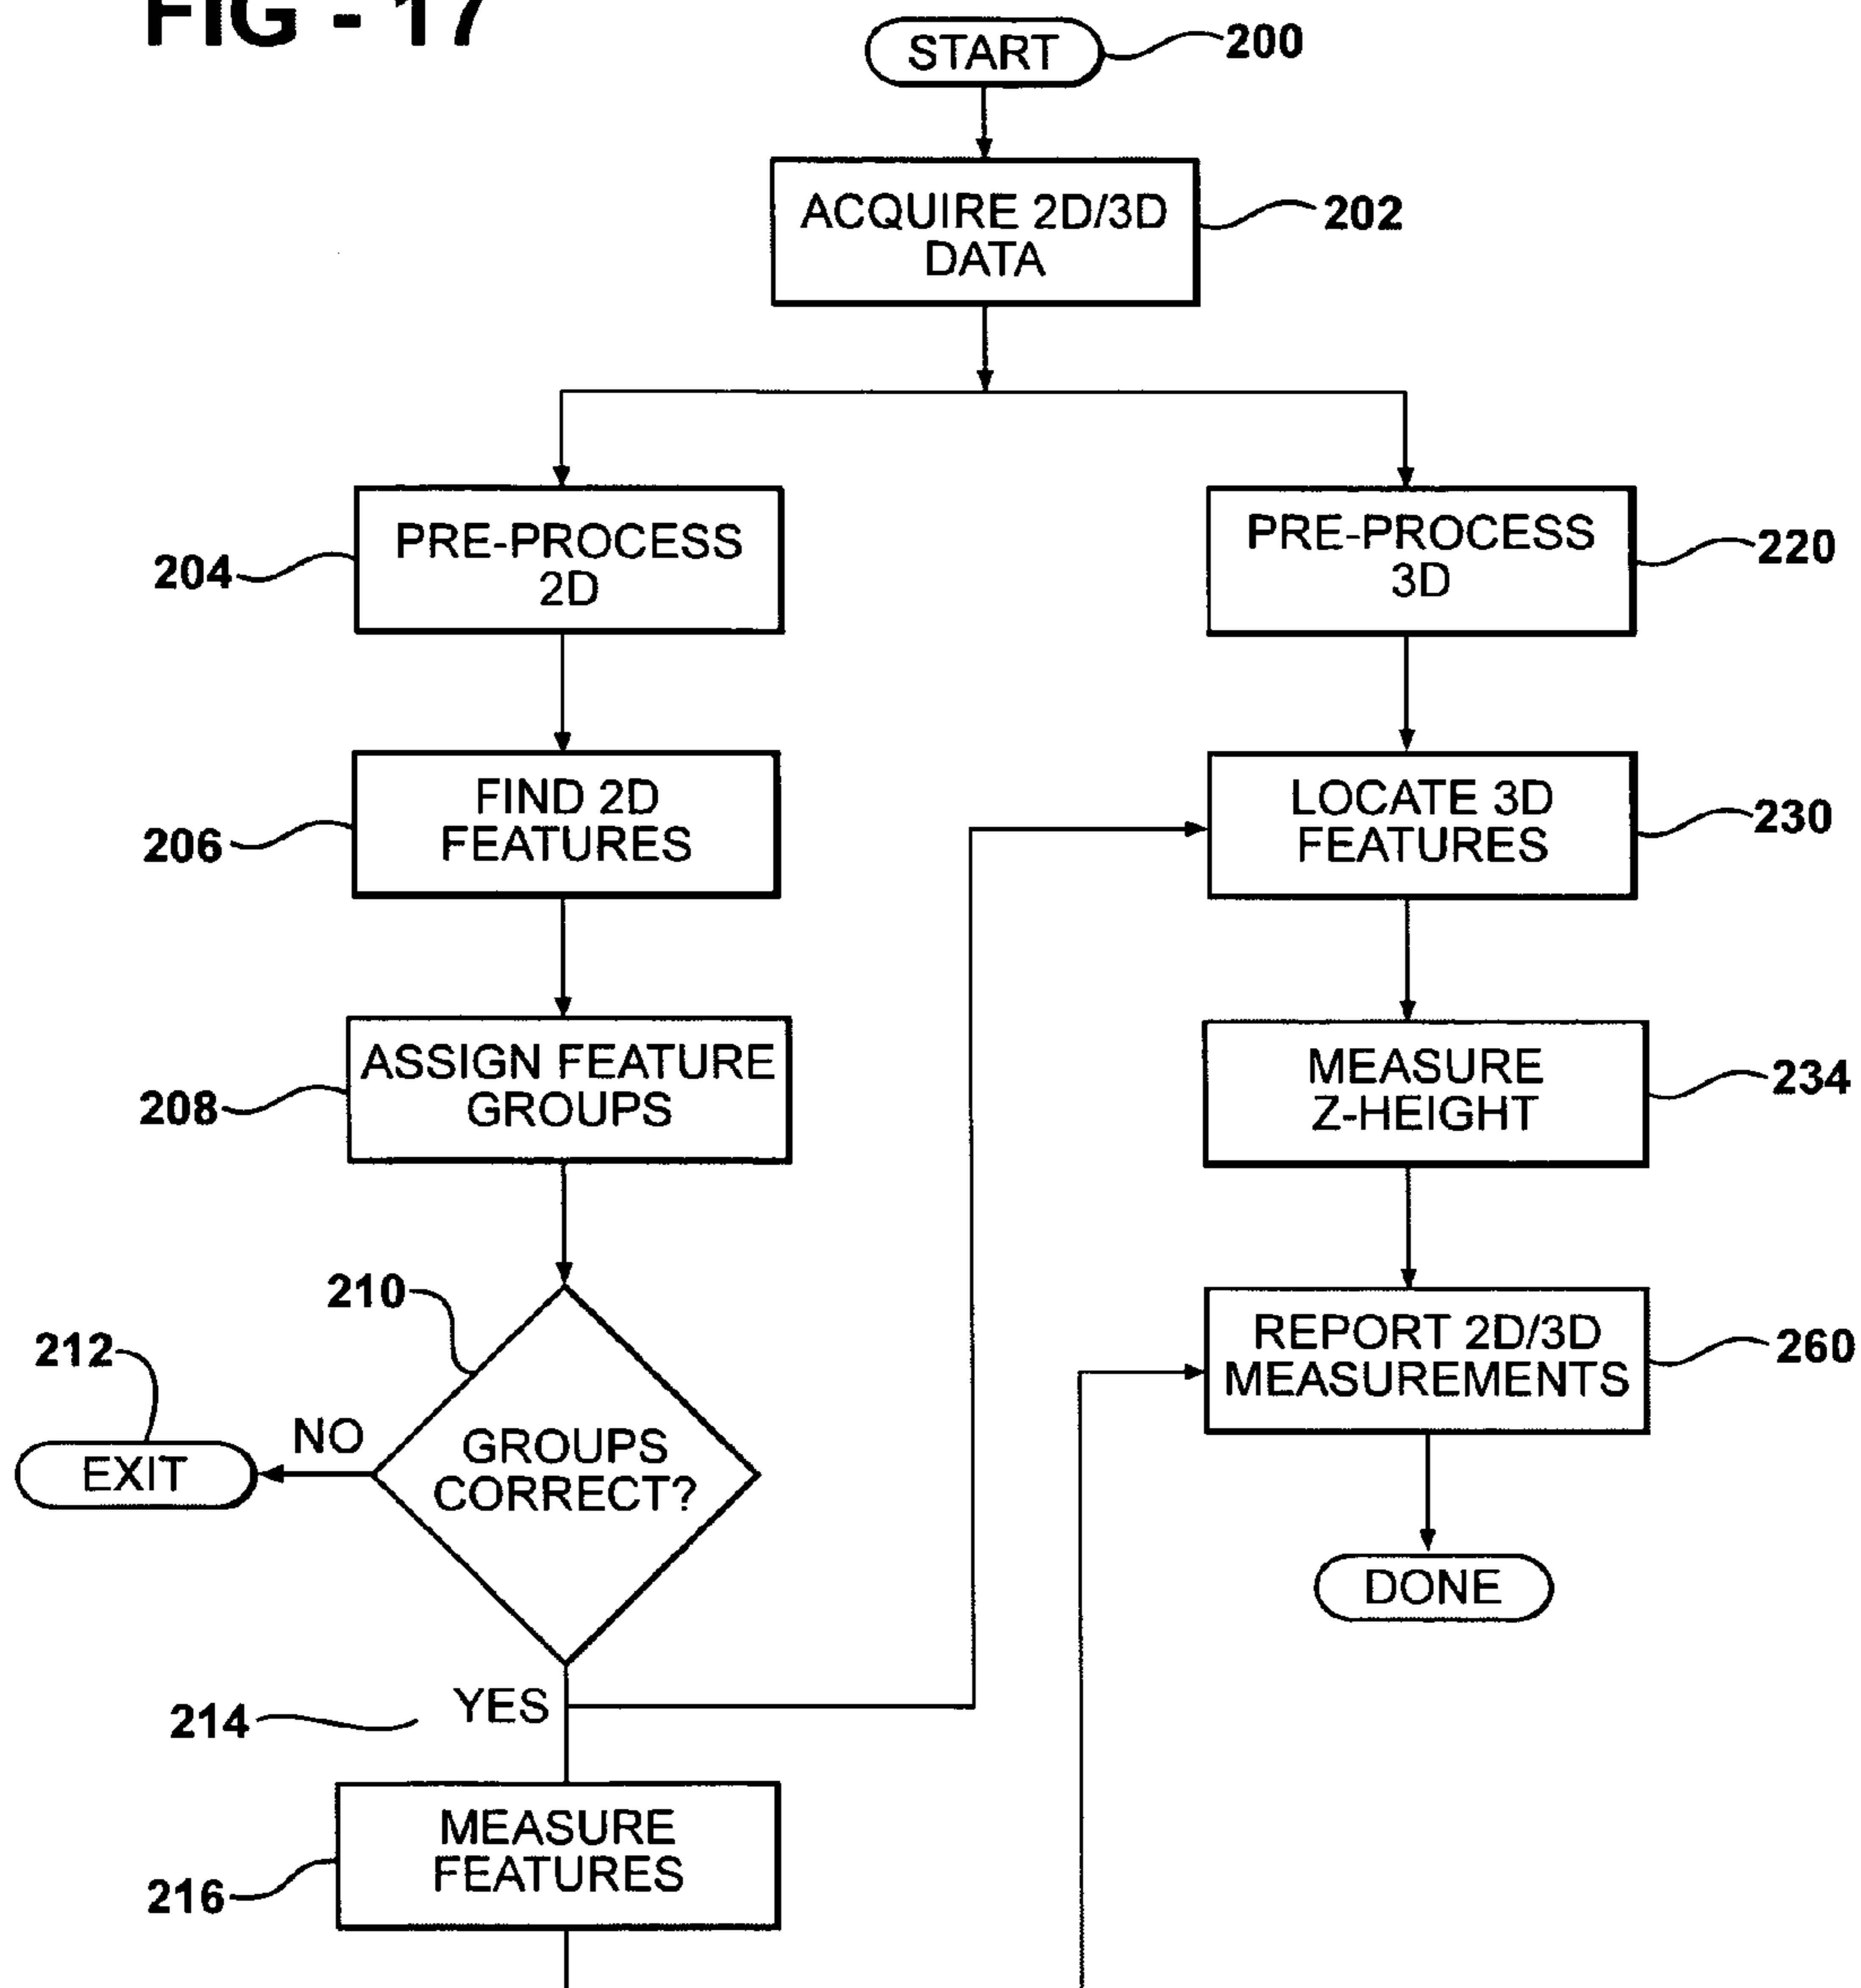 FIG - 17
START
200
ACQUIRE 2D/3D
DATA
202
PRE-PROCESS
2D
204
PRE-PROCESS
3D
220
FIND 2D
FEATURES
206
LOCATE 3D
FEATURES
230
ASSIGN FEATURE
GROUPS
208
MEASURE
Z-HEIGHT
234
210
212
EXIT
NO
GROUPS
CORRECT?
REPORT 2D/3D
MEASUREMENTS
260
DONE
214
YES
MEASURE
FEATURES
216